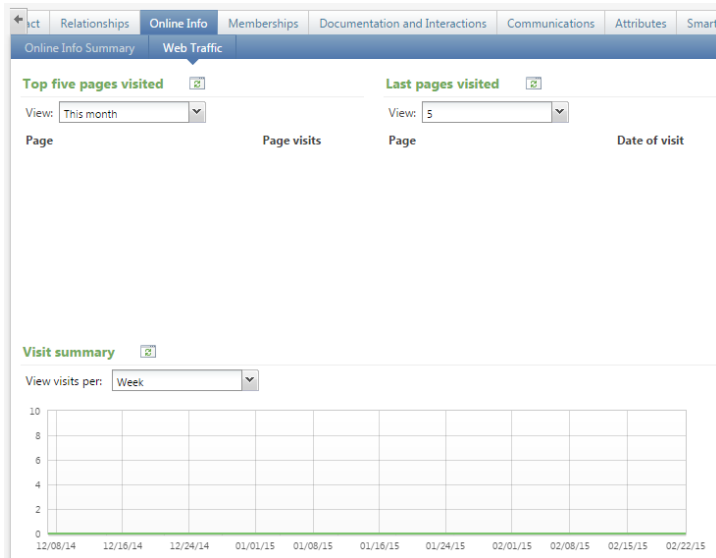 act Relationships Online Info Memberships Documentation and Interactions Communications Attributes Smart
Online Info Summary Web Traffic
Top five pages visited
View: This month
Page Page visits
Last pages visited
View: 5
Page Date of visit
Visit summary
View visits per: Week
10
8
6
4
2
0
12/08/14 12/16/14 12/24/14 01/01/15 01/08/15 01/16/15 01/24/15 02/01/15 02/08/15 02/15/15 02/22/15